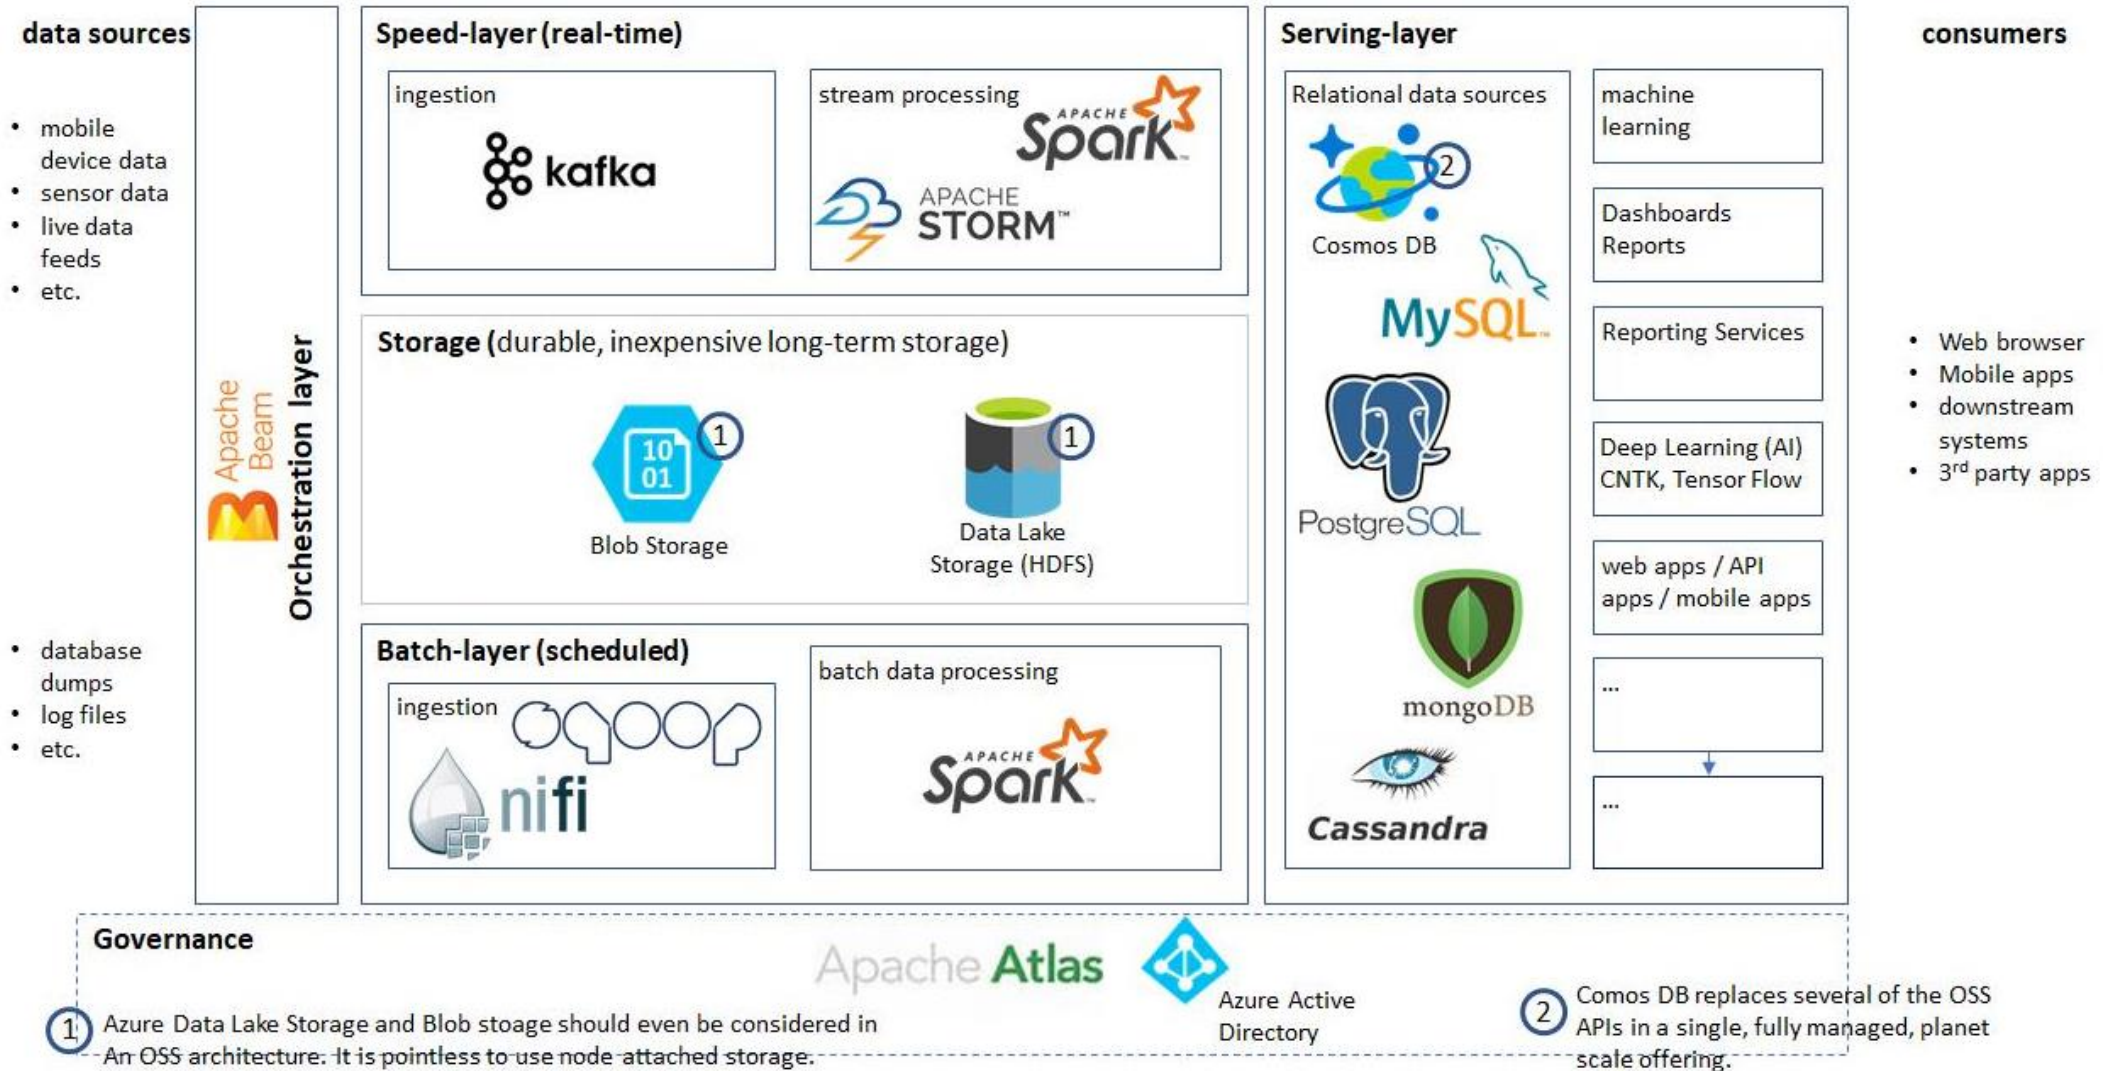 data sources
• mobile
device data
• sensor data
• live data
feeds
• etc.
• database
dumps
• log files
• etc.
Apache
Beam
Orchestration layer
Speed-layer (real-time)
ingestion
kafka
stream processing
APACHE
Spark™
APACHE
STORM™
Storage (durable, inexpensive long-term storage)
10
01
1
Blob Storage
1
Data Lake
Storage (HDFS)
Batch-layer (scheduled)
ingestion
sqoop
nifi
batch data processing
APACHE
Spark™
Serving-layer
Relational data sources
2
Cosmos DB
MySQL™
PostgreSQL
mongoDB
Cassandra
machine
learning
Dashboards
Reports
Reporting Services
Deep Learning (AI)
CNTK, Tensor Flow
web apps / API
apps / mobile apps
...
...
consumers
• Web browser
• Mobile apps
• downstream
systems
• 3rd party apps
Governance
Apache Atlas
Azure Active
Directory
1
Azure Data Lake Storage and Blob stoage should even be considered in
An OSS architecture. It is pointless to use node attached storage.
2
Comos DB replaces several of the OSS
APIs in a single, fully managed, planet
scale offering.